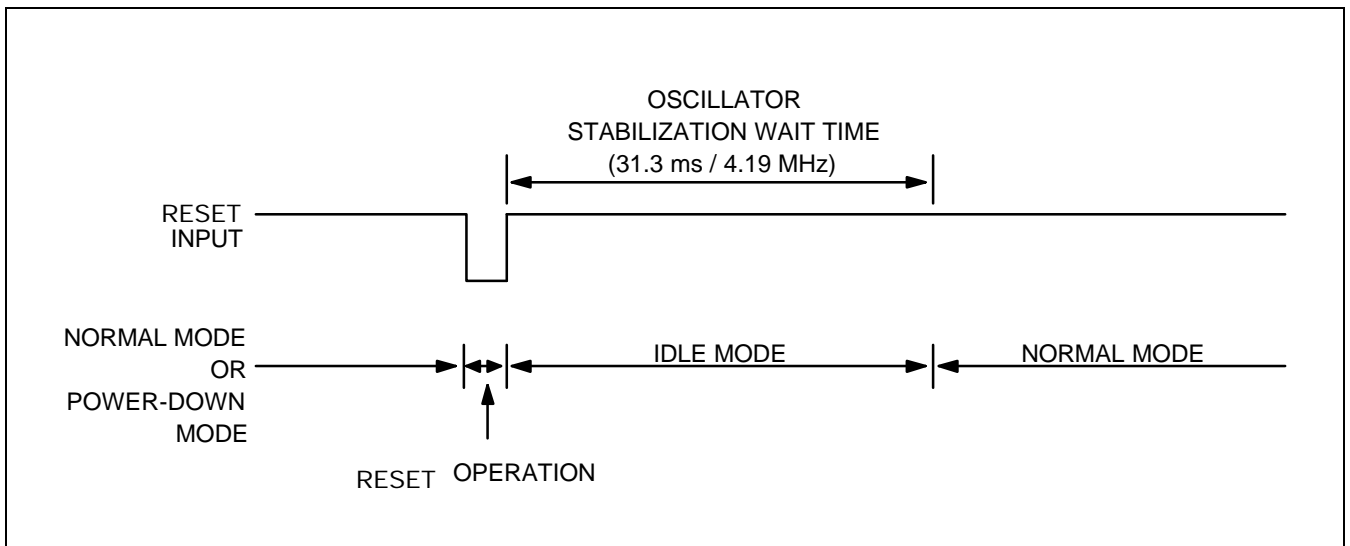 OSCILLATOR
STABILIZATION WAIT TIME
(31.3 ms / 4.19 MHz)
RESET
INPUT
NORMAL MODE
OR
POWER-DOWN
MODE
IDLE MODE
NORMAL MODE
RESET OPERATION